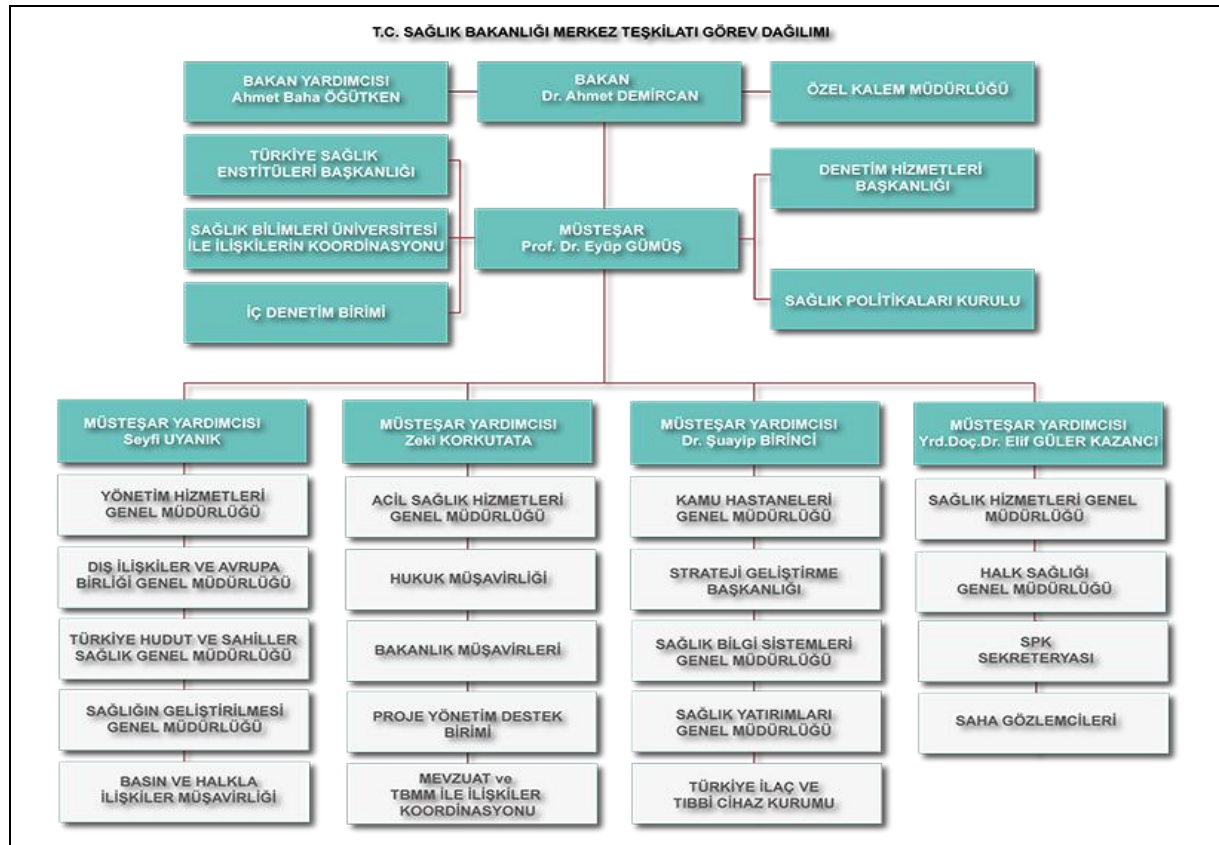 T.C. SAĞLIK BAKANLIĞI MERKEZ TEŞKİLATI GÖREV DAĞILIMI
BAKAN YARDIMCISI
Ahmet Baha ÖĞÜTKEN
BAKAN
Dr. Ahmet DEMİRCAN
ÖZEL KALEM MÜDÜRLÜĞÜ
TÜRKİYE SAĞLIK
ENSTİTÜLERİ BAŞKANLIĞI
DENETİM HİZMETLERİ
BAŞKANLIĞI
SAĞLIK BİLİMLERİ ÜNİVERSİTESİ
İLE İLİŞKİLERİN KOORDİNASYONU
MÜSTEŞAR
Prof. Dr. Eyüp GÜMÜŞ
İÇ DENETİM BİRİMİ
SAĞLIK POLİTİKALARI KURULU
MÜSTEŞAR YARDIMCISI
Seyfi UYANIK
YÖNETİM HİZMETLERİ
GENEL MÜDÜRLÜĞÜ
DIŞ İLİŞKİLER VE AVRUPA
BİRLİĞİ GENEL MÜDÜRLÜĞÜ
TÜRKİYE HUDUT VE SAHİLLER
SAĞLIK GENEL MÜDÜRLÜĞÜ
SAĞLIĞIN GELİŞTİRİLMESİ
GENEL MÜDÜRLÜĞÜ
BASIN VE HALKLA
İLİŞKİLER MÜŞAVİRLİĞİ
MÜSTEŞAR YARDIMCISI
Zeki KORKUTATA
ACİL SAĞLIK HİZMETLERİ
GENEL MÜDÜRLÜĞÜ
HUKUK MÜŞAVİRLİĞİ
BAKANLIK MÜŞAVİRLERİ
PROJE YÖNETİM DESTEK
BİRİMİ
MEVZUAT ve
TBMM İLE İLİŞKİLER
KOORDİNASYONU
MÜSTEŞAR YARDIMCISI
Dr. Şuayip BİRİNCİ
KAMU HASTANELERİ
GENEL MÜDÜRLÜĞÜ
STRATEJİ GELİŞTİRME
BAŞKANLIĞI
SAĞLIK BİLGİ SİSTEMLERİ
GENEL MÜDÜRLÜĞÜ
SAĞLIK YATIRIMLARI
GENEL MÜDÜRLÜĞÜ
TÜRKİYE İLAÇ VE
TIBBİ CİHAZ KURUMU
MÜSTEŞAR YARDIMCISI
Yrd.Doç.Dr. Elif GÜLER KAZANCI
SAĞLIK HİZMETLERİ GENEL
MÜDÜRLÜĞÜ
HALK SAĞLIĞI
GENEL MÜDÜRLÜĞÜ
SPK
SEKRETERYASI
SAHA GÖZLEMCİLERİ